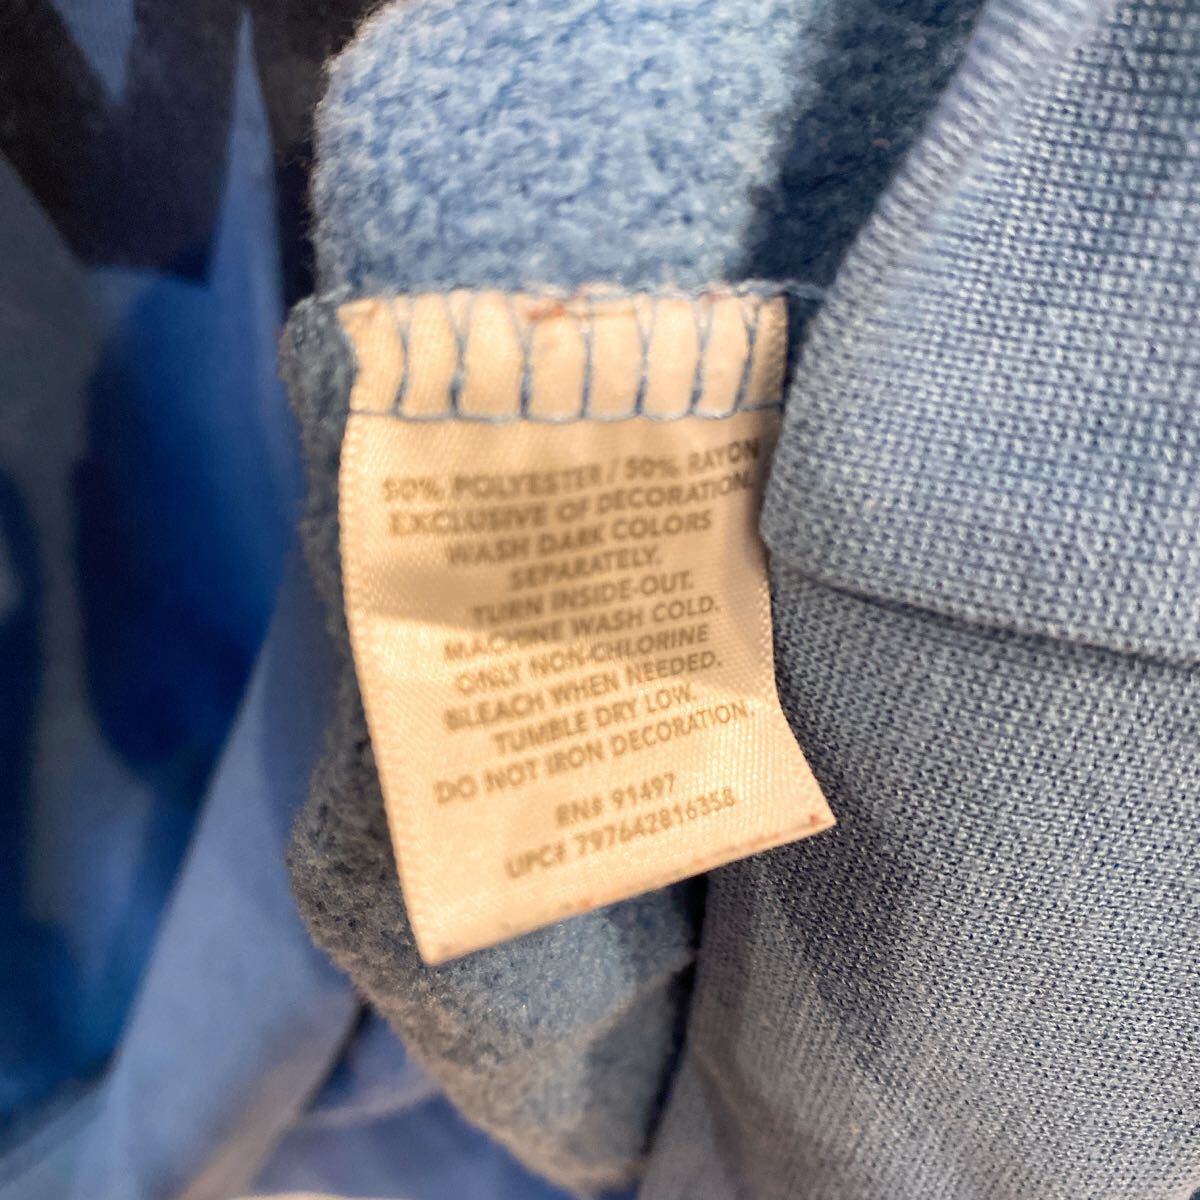 50% POLYESTER / 50% RAYON
EXCLUSIVE OF DECORATION.
WASH DARK COLORS
SEPARATELY.
TURN INSIDE-OUT.
MACHINE WASH COLD.
ONLY NON-CHLORINE
BLEACH WHEN NEEDED.
TUMBLE DRY LOW.
DO NOT IRON DECORATION.
RN# 91497
UPC# 797642816358